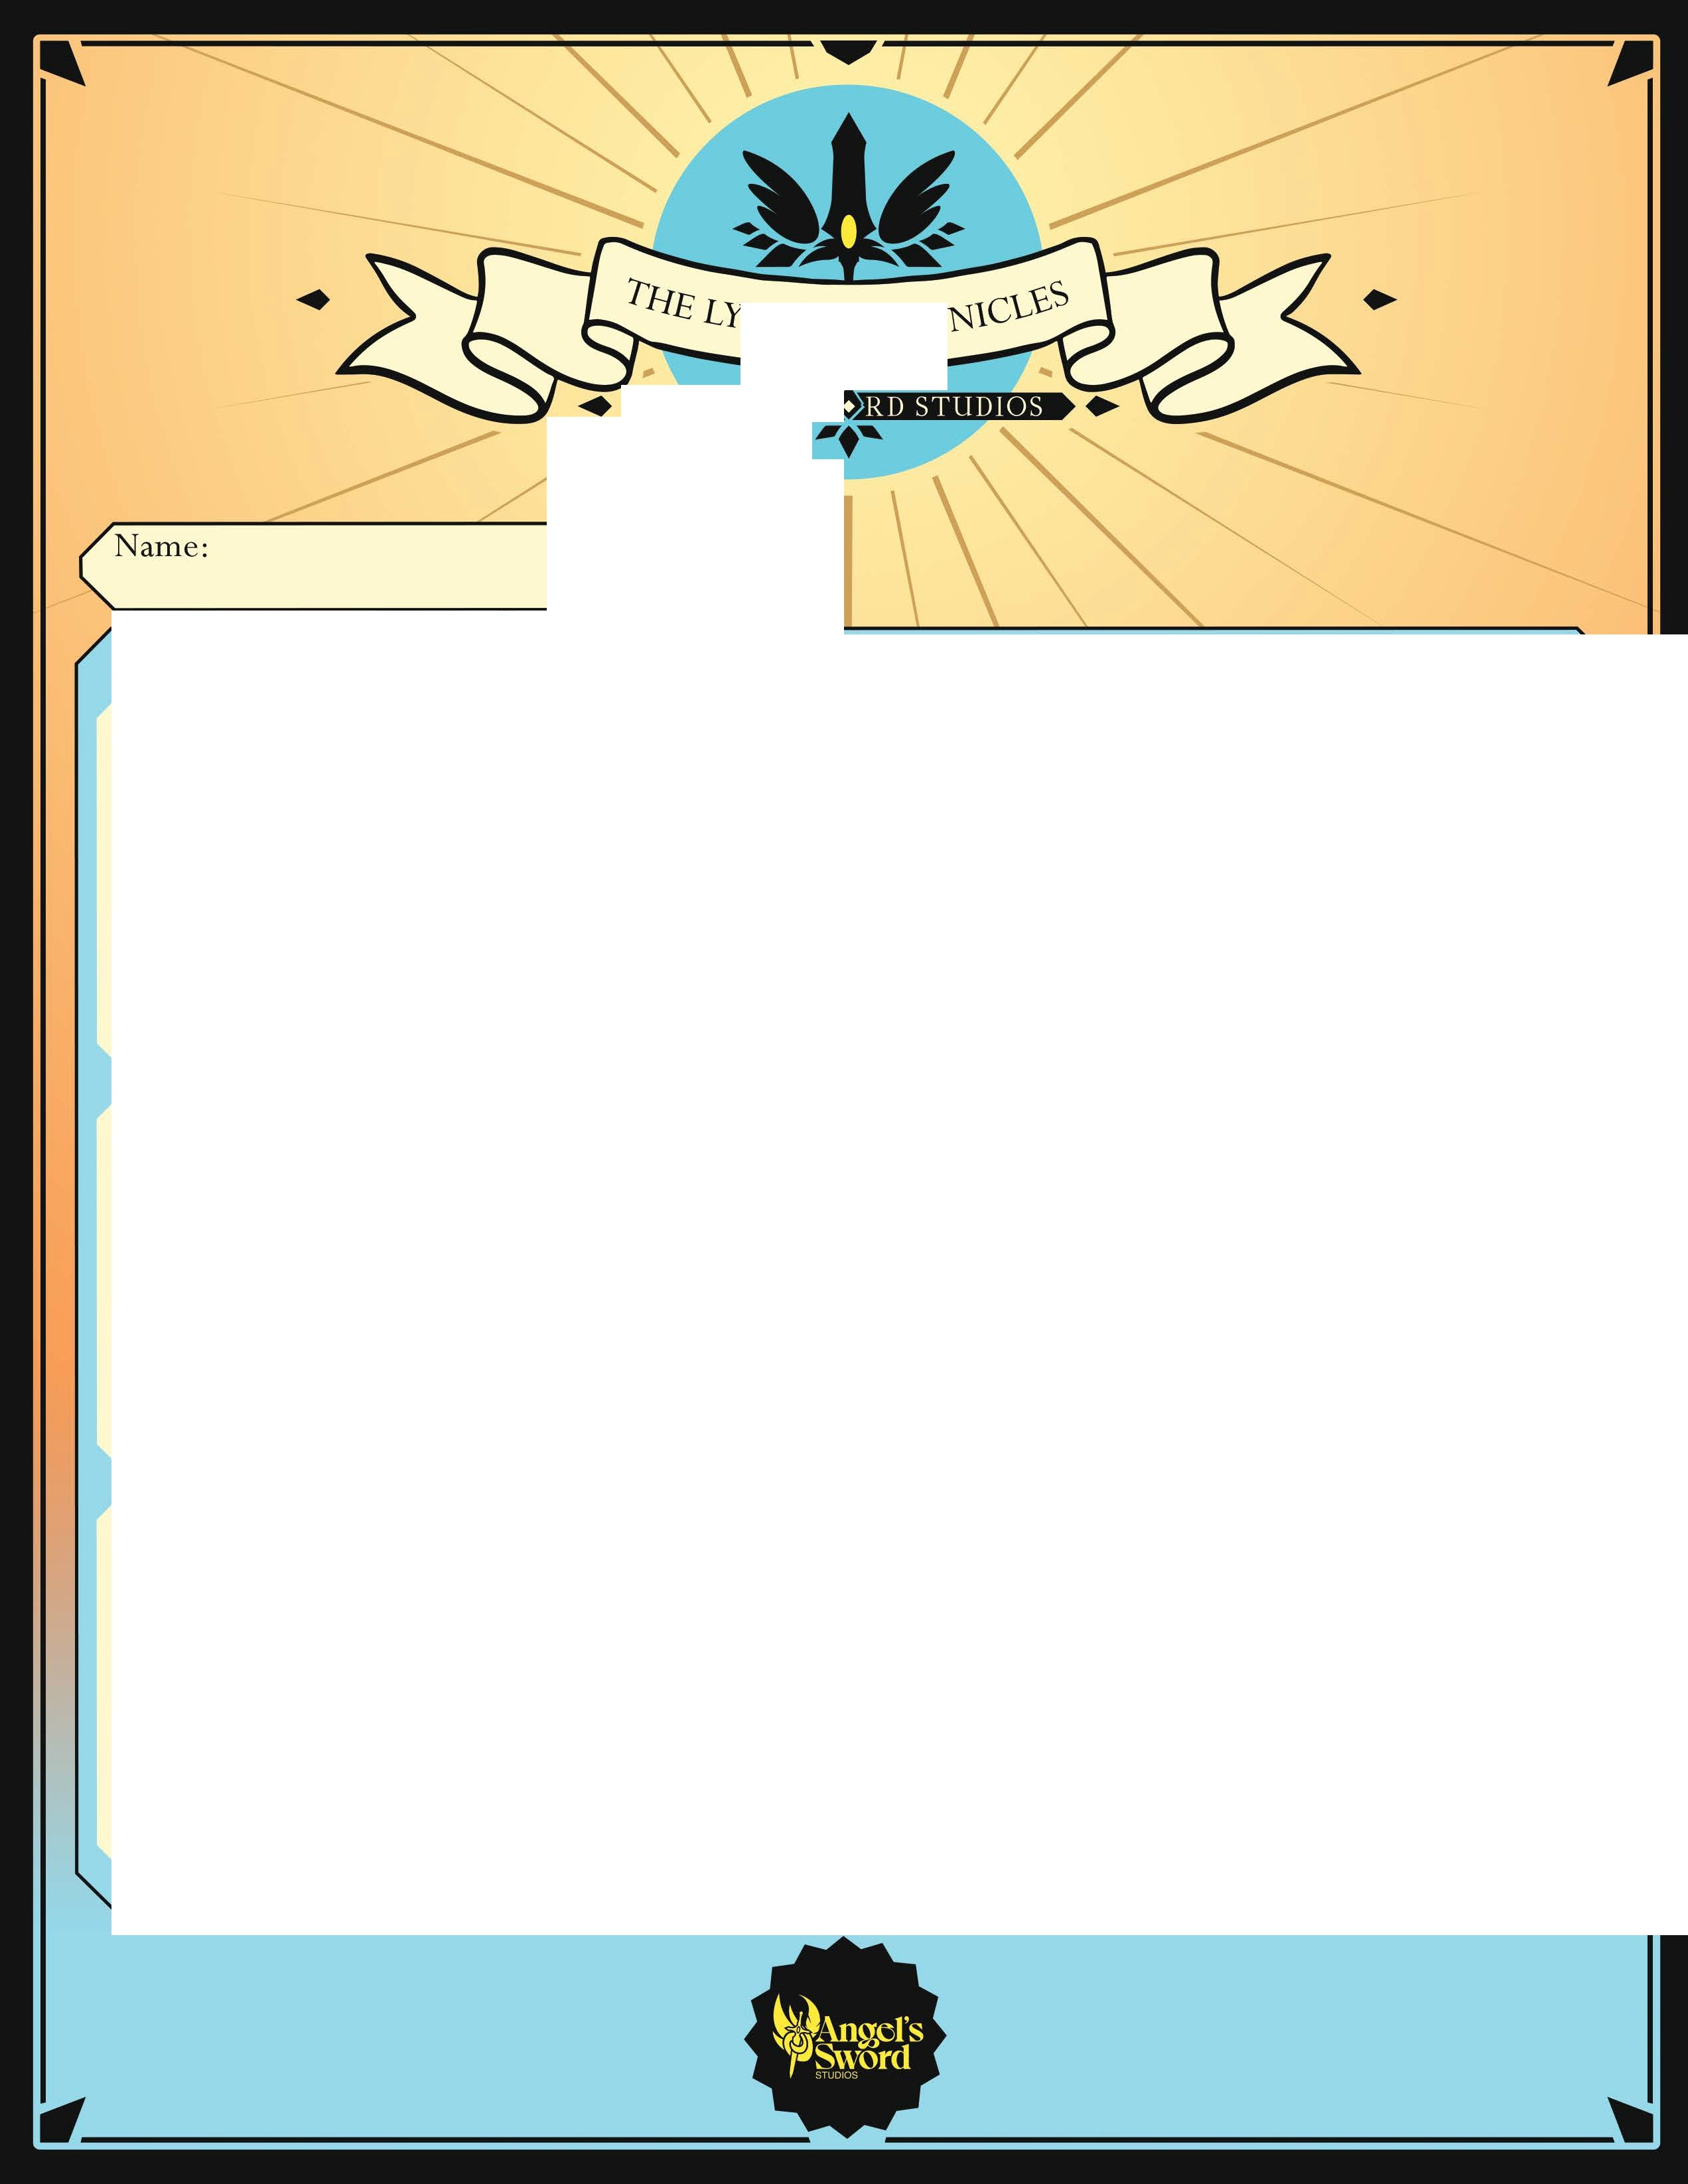 THE LY NICLES
RD STUDIOS
Name:
Angel's
Sword
STUDIOS